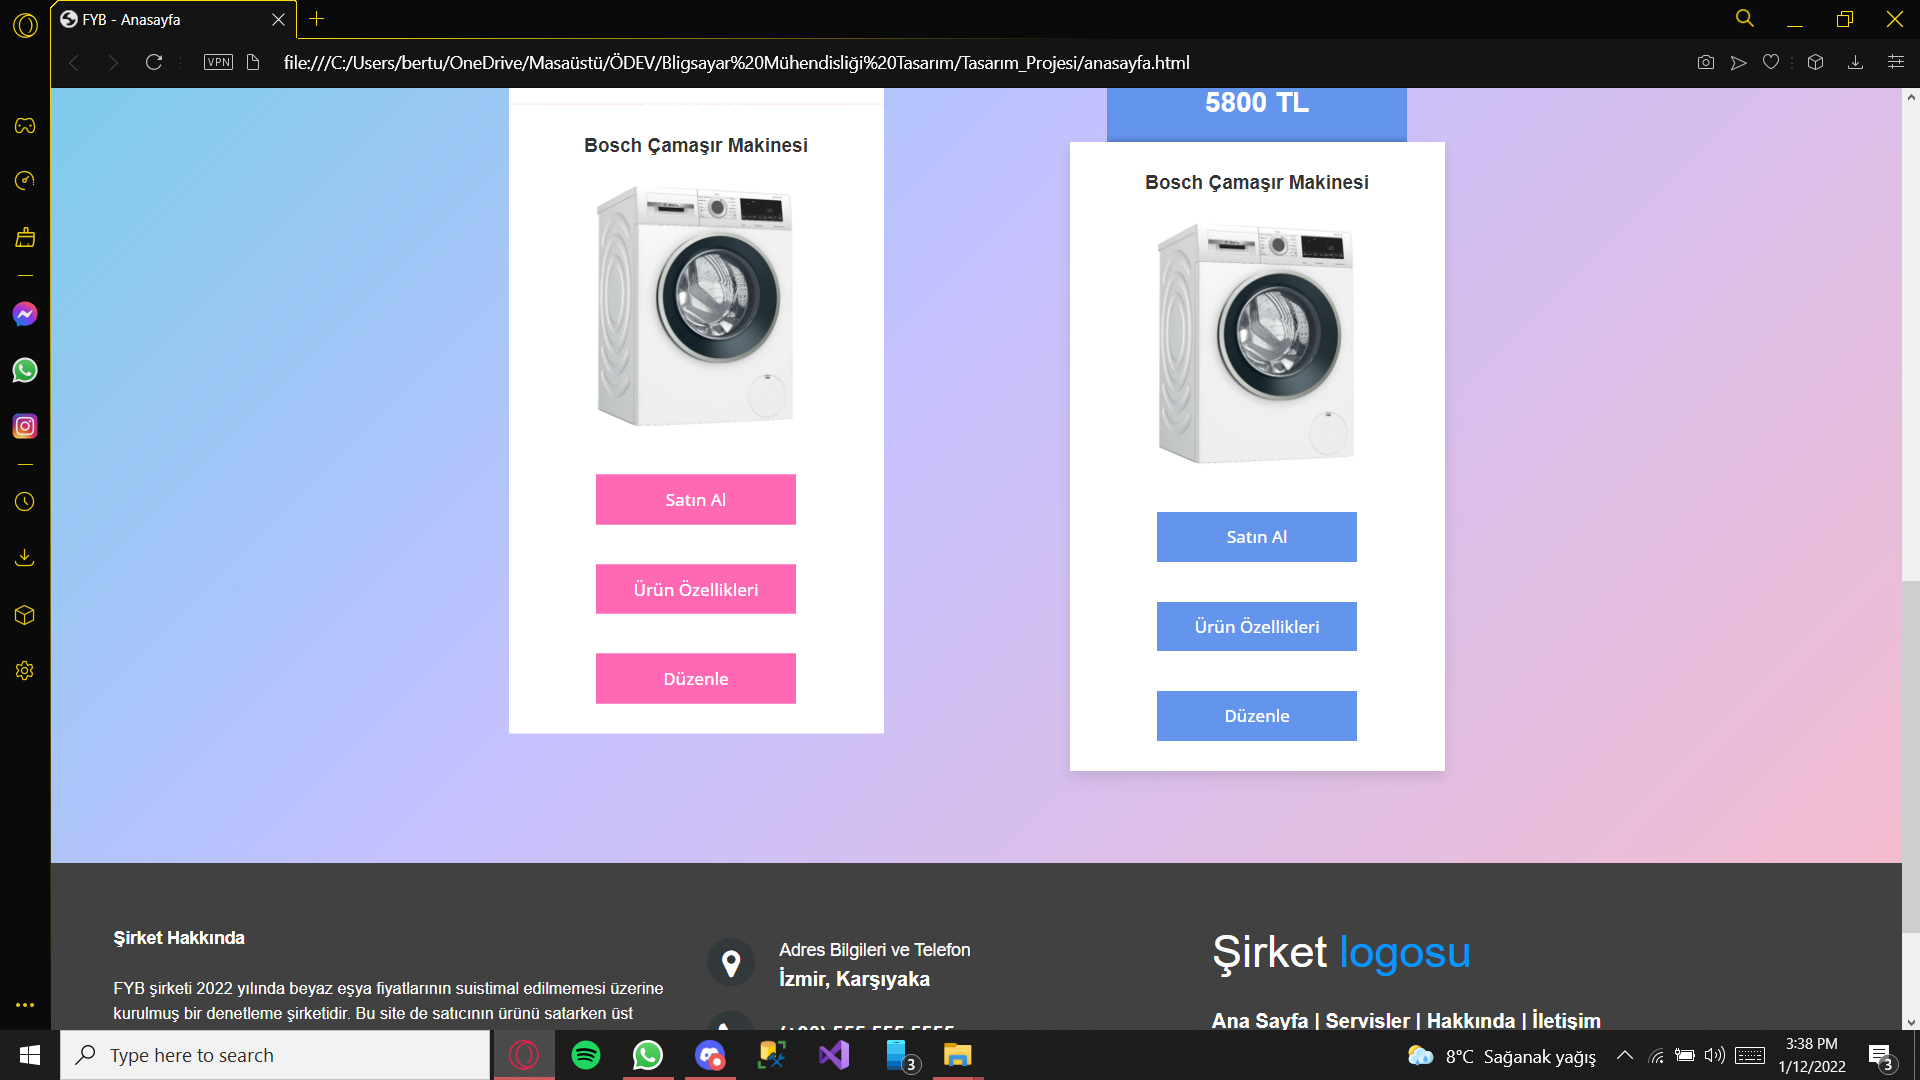 FYB - Anasayfa
VPN
file:///C:/Users/bertu/OneDrive/Masaüstü/ÖDEV/Bligsayar%20Mühendisliği%20Tasarım/Tasarım_Projesi/anasayfa.html
5800 TL
Bosch Çamaşır Makinesi
Satın Al
Ürün Özellikleri
Düzenle
Bosch Çamaşır Makinesi
Satın Al
Ürün Özellikleri
Düzenle
Şirket Hakkında
FYB şirketi 2022 yılında beyaz eşya fiyatlarının suistimal edilmemesi üzerine
kurulmuş bir denetleme şirketidir. Bu site de satıcının ürünü satarken üst
Adres Bilgileri ve Telefon
İzmir, Karşıyaka
(+90) 555 555 5555
Şirket logosu
Ana Sayfa | Servisler | Hakkında | İletişim
Type here to search
3
8°C Sağanak yağış
3:38 PM
1/12/2022
3